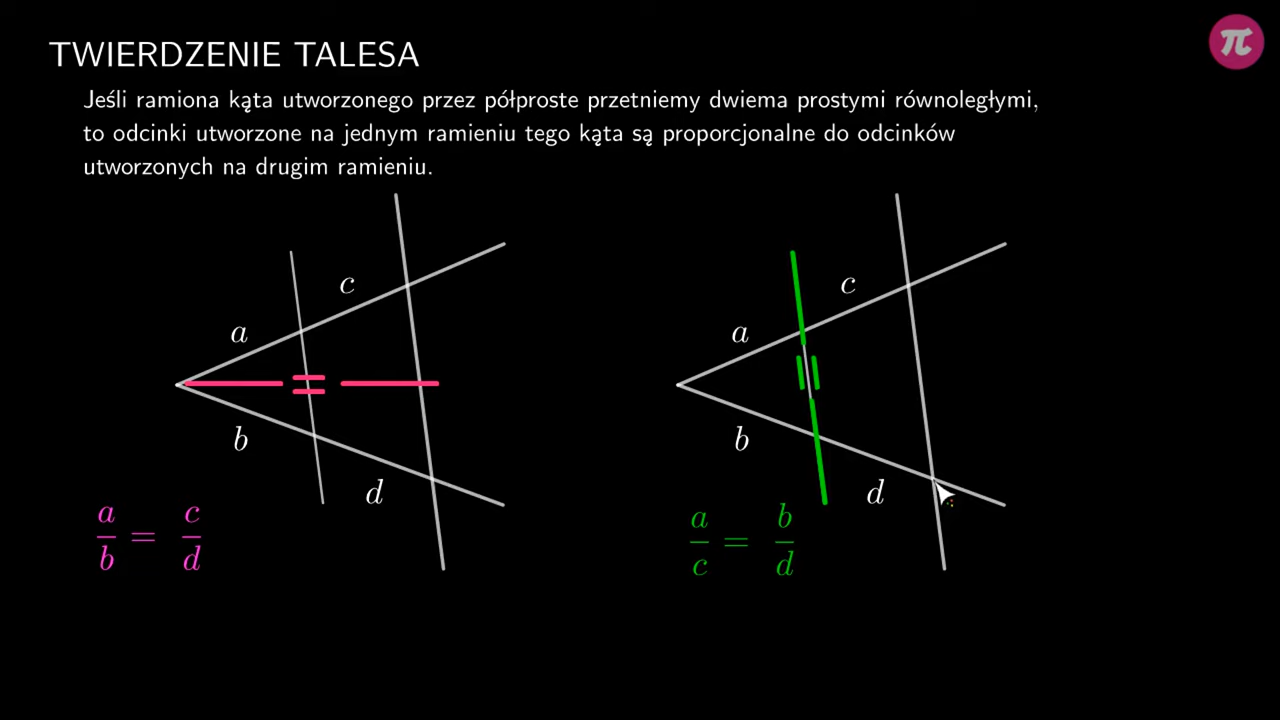 TWIERDZENIE TALESA
π
Jeśli ramiona kąta utworzonego przez półproste przetniemy dwiema prostymi równoległymi,
to odcinki utworzone na jednym ramieniu tego kąta są proporcjonalne do odcinków
utworzonych na drugim ramieniu.
c
a
b
d
a/b = c/d
c
a
b
d
a/c = b/d